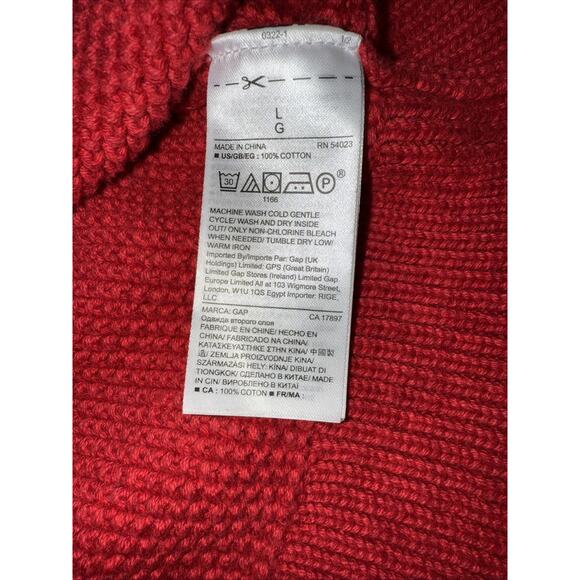 0322-1 1/2
L
G
MADE IN CHINA RN 54023
■ US/GB/EG : 100% COTTON
30 P
1166
MACHINE WASH COLD GENTLE
CYCLE/ WASH AND DRY INSIDE
OUT/ ONLY NON-CHLORINE BLEACH
WHEN NEEDED/ TUMBLE DRY LOW/
WARM IRON
Imported By/Importe Par: Gap (UK
Holdings) Limited: GPS (Great Britain)
Limited Gap Stores (Ireland) Limited Gap
Europe Limited All at 103 Wigmore Street,
London, W1U 1QS Egypt Importer: RIGE,
LLC
MARCA: GAP CA 17897
Одежда второго слоя
FABRIQUE EN CHINE/ HECHO EN
CHINA/ FABRICADO NA CHINA/
ΚΑΤΑΣΚΕΥΑΣΤΗΚΕ ΣΤΗΝ ΚΙΝΑ/ 中國製
造/ ZEMLJA PROIZVODNJE KINA/
SZÁRMAZÁSI HELY: KÍNA/ DIBUAT DI
TIONGKOK/ СДЕЛАНО В КИТАЕ/ MADE
IN CIN/ ВИРОБЛЕНО В КИТАЇ
■ CA : 100% COTON ■ FR/MA :